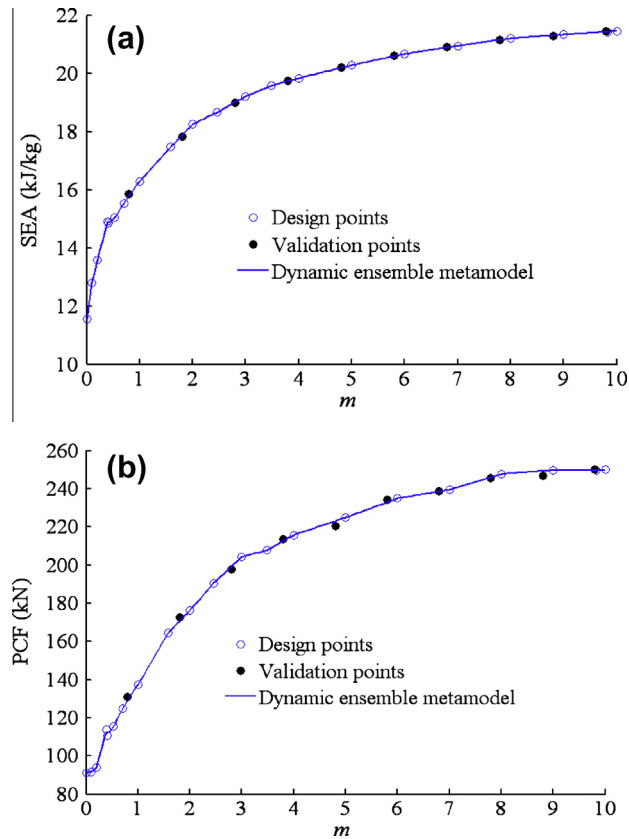 (a)
22
20
18
16
14
12
10
SEA (kJ/kg)
Design points
Validation points
Dynamic ensemble metamodel
0 1 2 3 4 5 6 7 8 9 10
m
(b)
260
240
220
200
180
160
140
120
100
80
PCF (kN)
Design points
Validation points
Dynamic ensemble metamodel
0 1 2 3 4 5 6 7 8 9 10
m